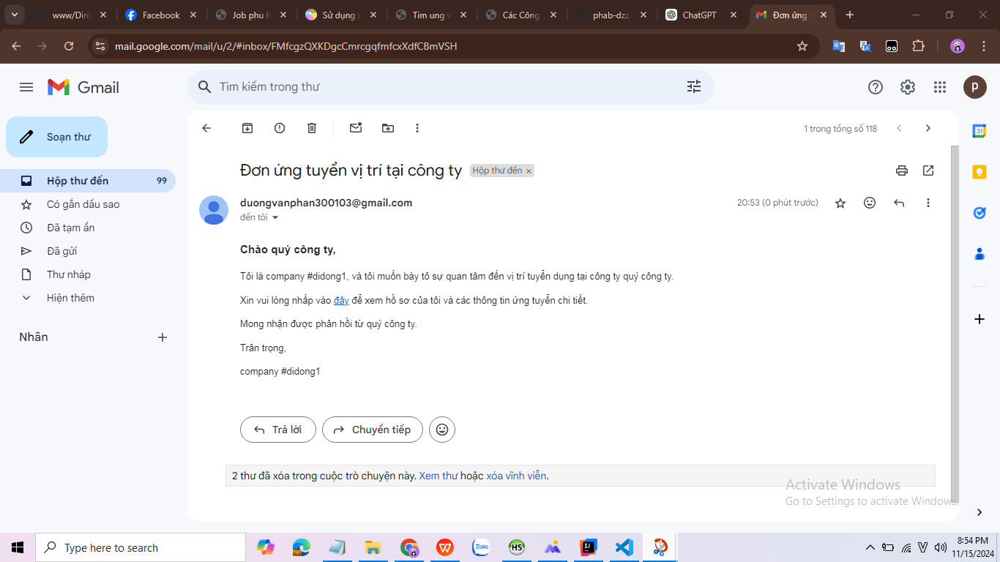 www/Dinl
Facebook
Job phu h
Sử dụng r
Tim ung v
Các Công
phab-dzz/
ChatGPT
Đơn ứng t
mail.google.com/mail/u/2/#inbox/FMfcgzQXKDgcCmrcgqfmfcxXdfCBmVSH
Gmail
Tìm kiếm trong thư
p
Soạn thư
1 trong tổng số 118
31
Hộp thư đến 99
Có gắn dấu sao
Đã tạm ẩn
Đã gửi
Thư nháp
Hiện thêm
Nhãn
Đơn ứng tuyển vị trí tại công ty Hộp thư đến ×
duongvanphan300103@gmail.com 20:53 (0 phút trước)
đến tôi
Chào quý công ty,
Tôi là company #didong1, và tôi muốn bày tỏ sự quan tâm đến vị trí tuyển dụng tại công ty quý công ty.
Xin vui lòng nhấp vào đây để xem hồ sơ của tôi và các thông tin ứng tuyển chi tiết.
Mong nhận được phản hồi từ quý công ty.
Trân trọng,
company #didong1
Trả lời Chuyển tiếp
2 thư đã xóa trong cuộc trò chuyện này. Xem thư hoặc xóa vĩnh viễn.
Activate Windows
Go to Settings to activate Windows.
Type here to search
Zalo
HS
8:54 PM
11/15/2024